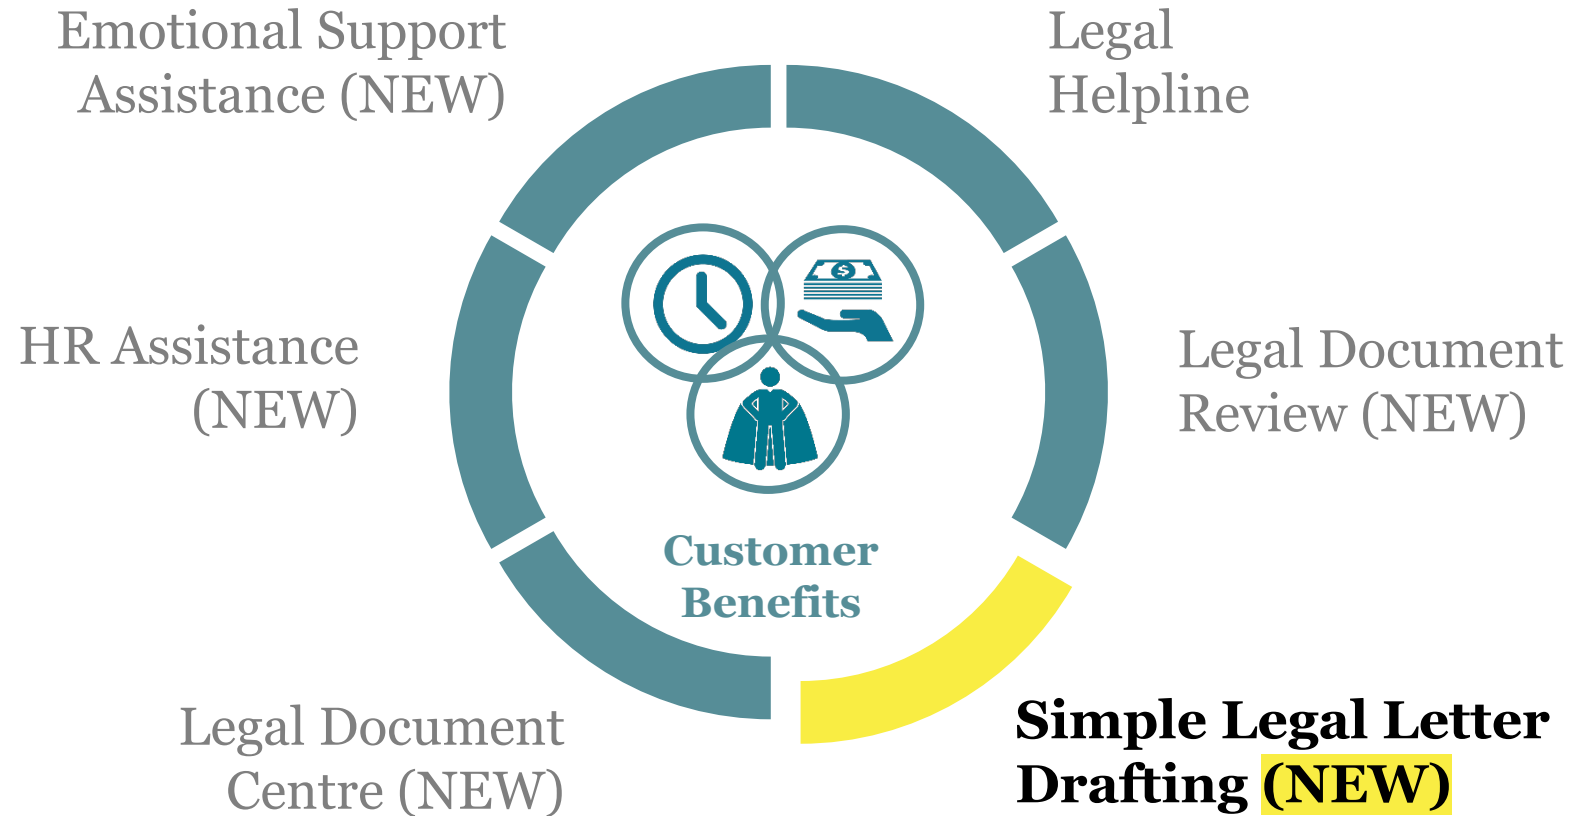 Emotional Support
Assistance (NEW)
Legal
Helpline
HR Assistance
(NEW)
Legal Document
Review (NEW)
Customer
Benefits
Legal Document
Centre (NEW)
Simple Legal Letter
Drafting (NEW)